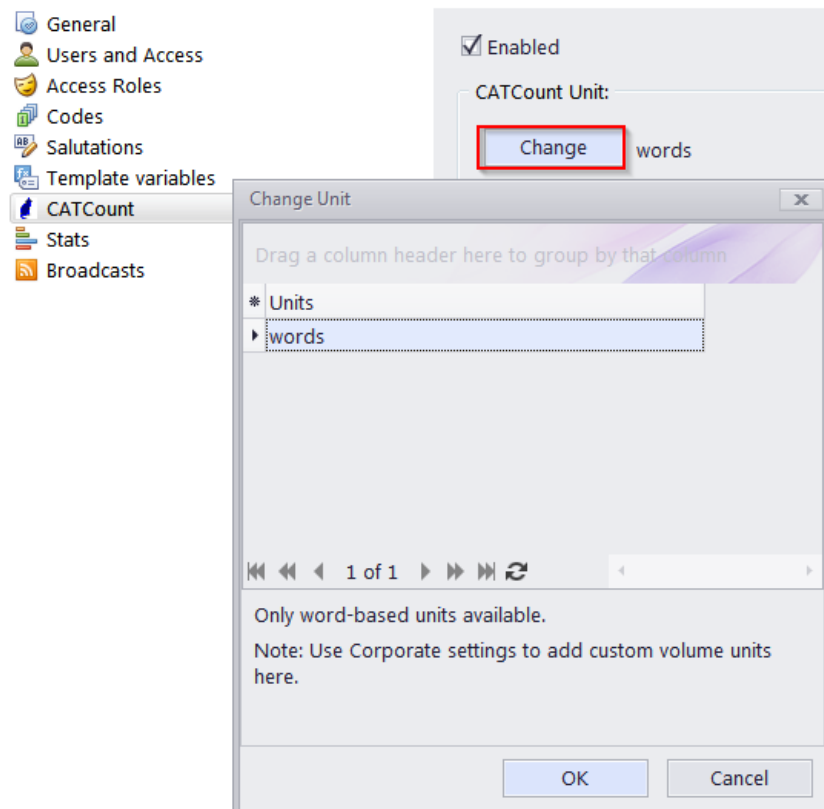 General
Users and Access
Access Roles
Codes
Salutations
Template variables
CATCount
Stats
Broadcasts
Enabled
CATCount Unit:
Change words
Change Unit
Drag a column header here to group by that column
Units
words
1 of 1
Only word-based units available.
Note: Use Corporate settings to add custom volume units
here.
OK Cancel